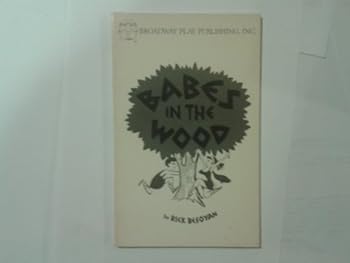 BROADWAY PLAY PUBLISHING, INC.
BABES
IN THE
WOOD
by RICK BESOYAN